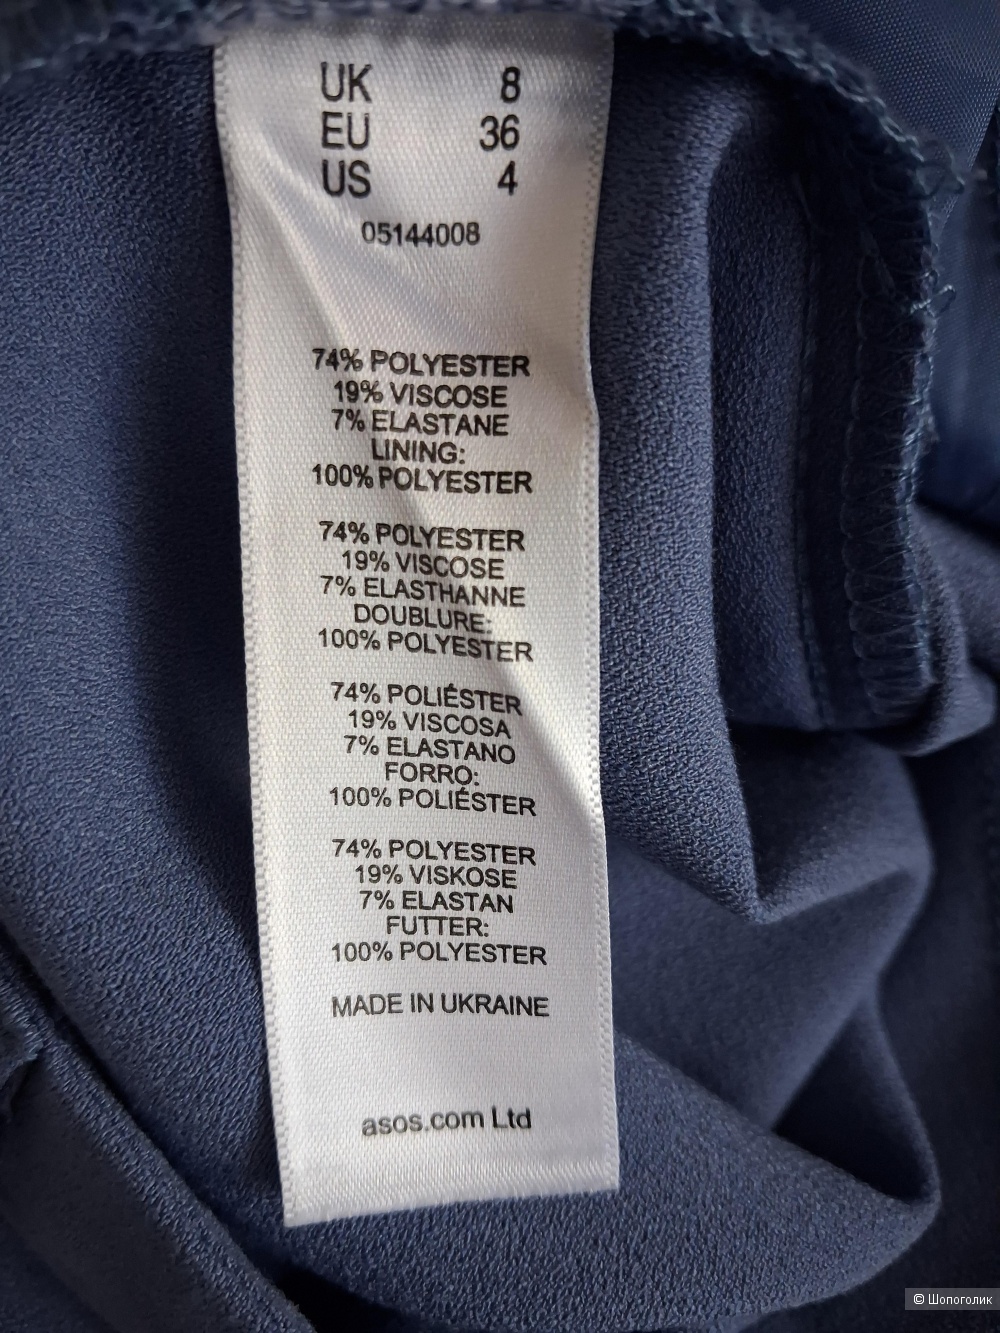 UK 8
EU 36
US 4
05144008
74% POLYESTER
19% VISCOSE
7% ELASTANE
LINING:
100% POLYESTER
74% POLYESTER
19% VISCOSE
7% ELASTHANNE
DOUBLURE:
100% POLYESTER
74% POLIÉSTER
19% VISCOSA
7% ELASTANO
FORRO:
100% POLIÉSTER
74% POLYESTER
19% VISKOSE
7% ELASTAN
FUTTER:
100% POLYESTER
MADE IN UKRAINE
asos.com Ltd
© Шопоголик